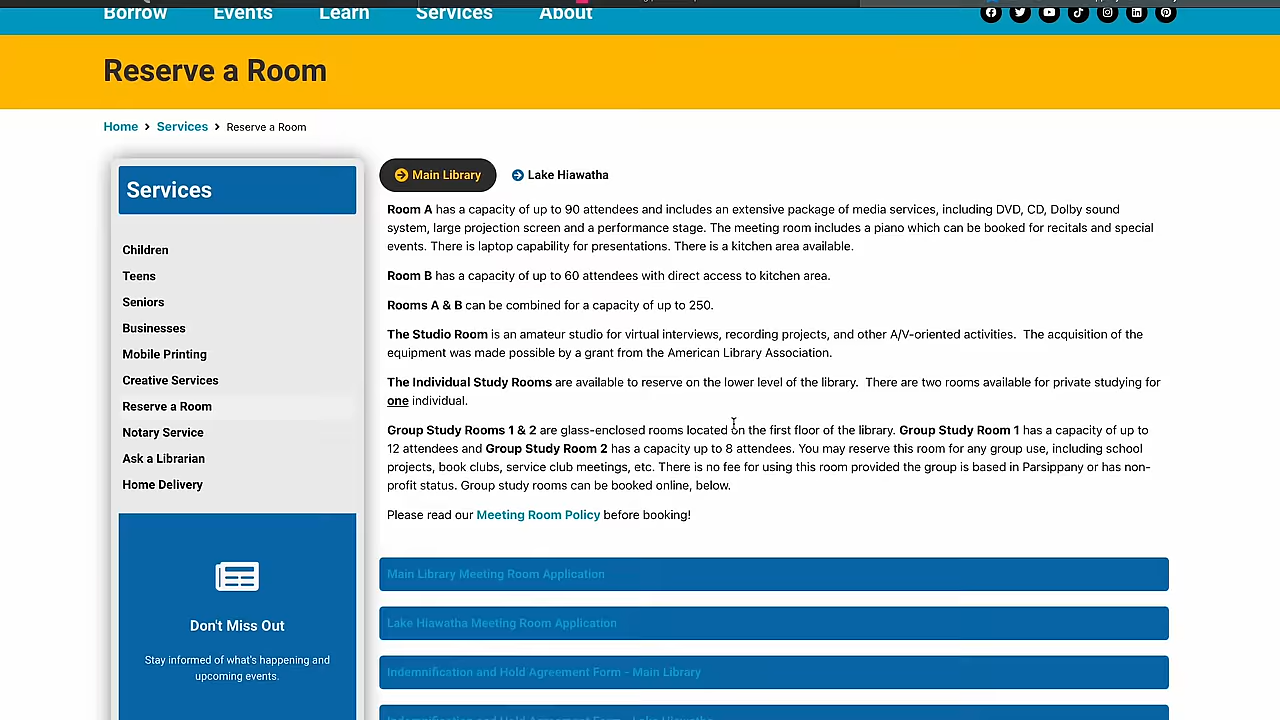 Borrow Events Learn Services About
Reserve a Room
Home > Services > Reserve a Room
Services
Children
Teens
Seniors
Businesses
Mobile Printing
Creative Services
Reserve a Room
Notary Service
Ask a Librarian
Home Delivery
Don't Miss Out
Stay informed of what's happening and
upcoming events.
Main Library Lake Hiawatha
Room A has a capacity of up to 90 attendees and includes an extensive package of media services, including DVD, CD, Dolby sound
system, large projection screen and a performance stage. The meeting room includes a piano which can be booked for recitals and special
events. There is laptop capability for presentations. There is a kitchen area available.
Room B has a capacity of up to 60 attendees with direct access to kitchen area.
Rooms A & B can be combined for a capacity of up to 250.
The Studio Room is an amateur studio for virtual interviews, recording projects, and other A/V-oriented activities. The acquisition of the
equipment was made possible by a grant from the American Library Association.
The Individual Study Rooms are available to reserve on the lower level of the library. There are two rooms available for private studying for
one individual.
Group Study Rooms 1 & 2 are glass-enclosed rooms located on the first floor of the library. Group Study Room 1 has a capacity of up to
12 attendees and Group Study Room 2 has a capacity up to 8 attendees. You may reserve this room for any group use, including school
projects, book clubs, service club meetings, etc. There is no fee for using this room provided the group is based in Parsippany or has non-
profit status. Group study rooms can be booked online, below.
Please read our Meeting Room Policy before booking!
Main Library Meeting Room Application
Lake Hiawatha Meeting Room Application
Indemnification and Hold Agreement Form - Main Library
Indemnification and Hold Agreement Form - Lake Hiawatha